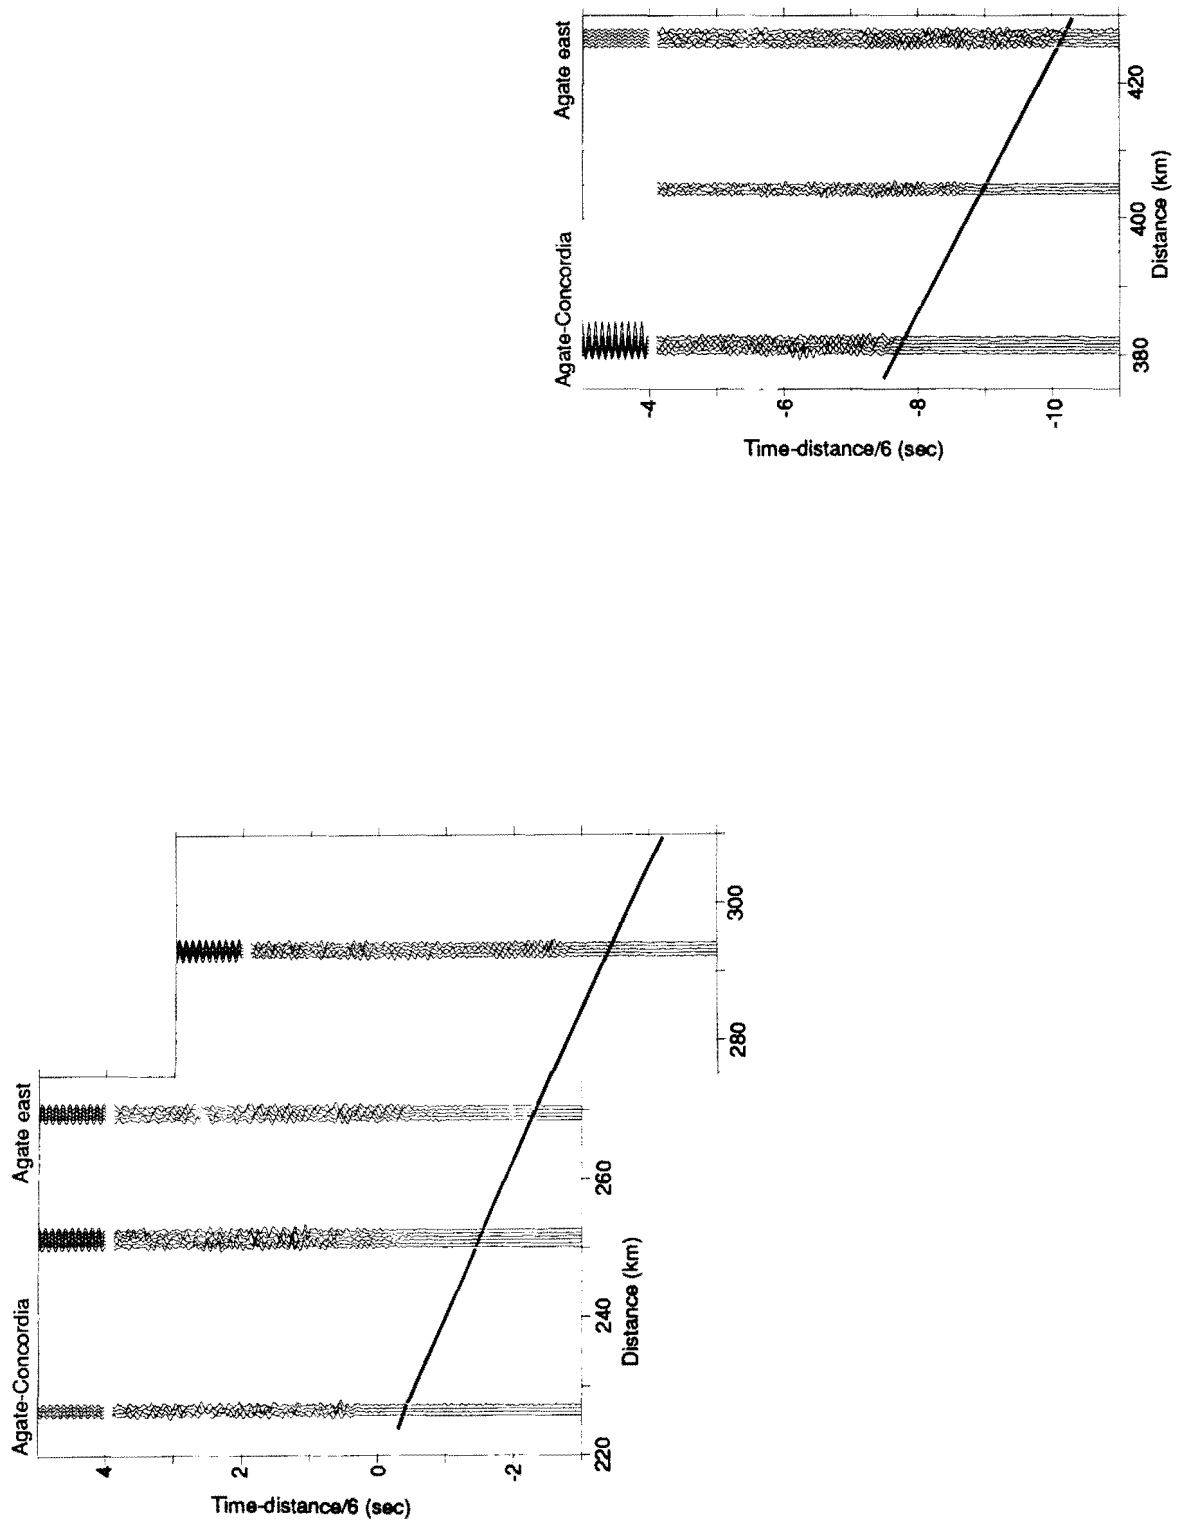 Agate-Concordia
Agate east
4
2
0
-2
220
240
260
280
300
Time-distance/6 (sec)
Distance (km)
Agate-Concordia
Agate east
-4
-6
-8
-10
380
400
420
Time-distance/6 (sec)
Distance (km)